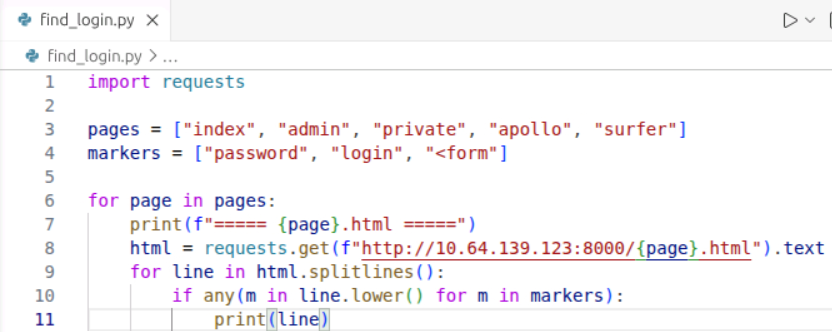 find_login.py
find_login.py > ...
1 import requests
2
3 pages = ["index", "admin", "private", "apollo", "surfer"]
4 markers = ["password", "login", "<form"]
5
6 for page in pages:
7     print(f"===== {page}.html =====")
8     html = requests.get(f"http://10.64.139.123:8000/{page}.html").text
9     for line in html.splitlines():
10         if any(m in line.lower() for m in markers):
11             print(line)